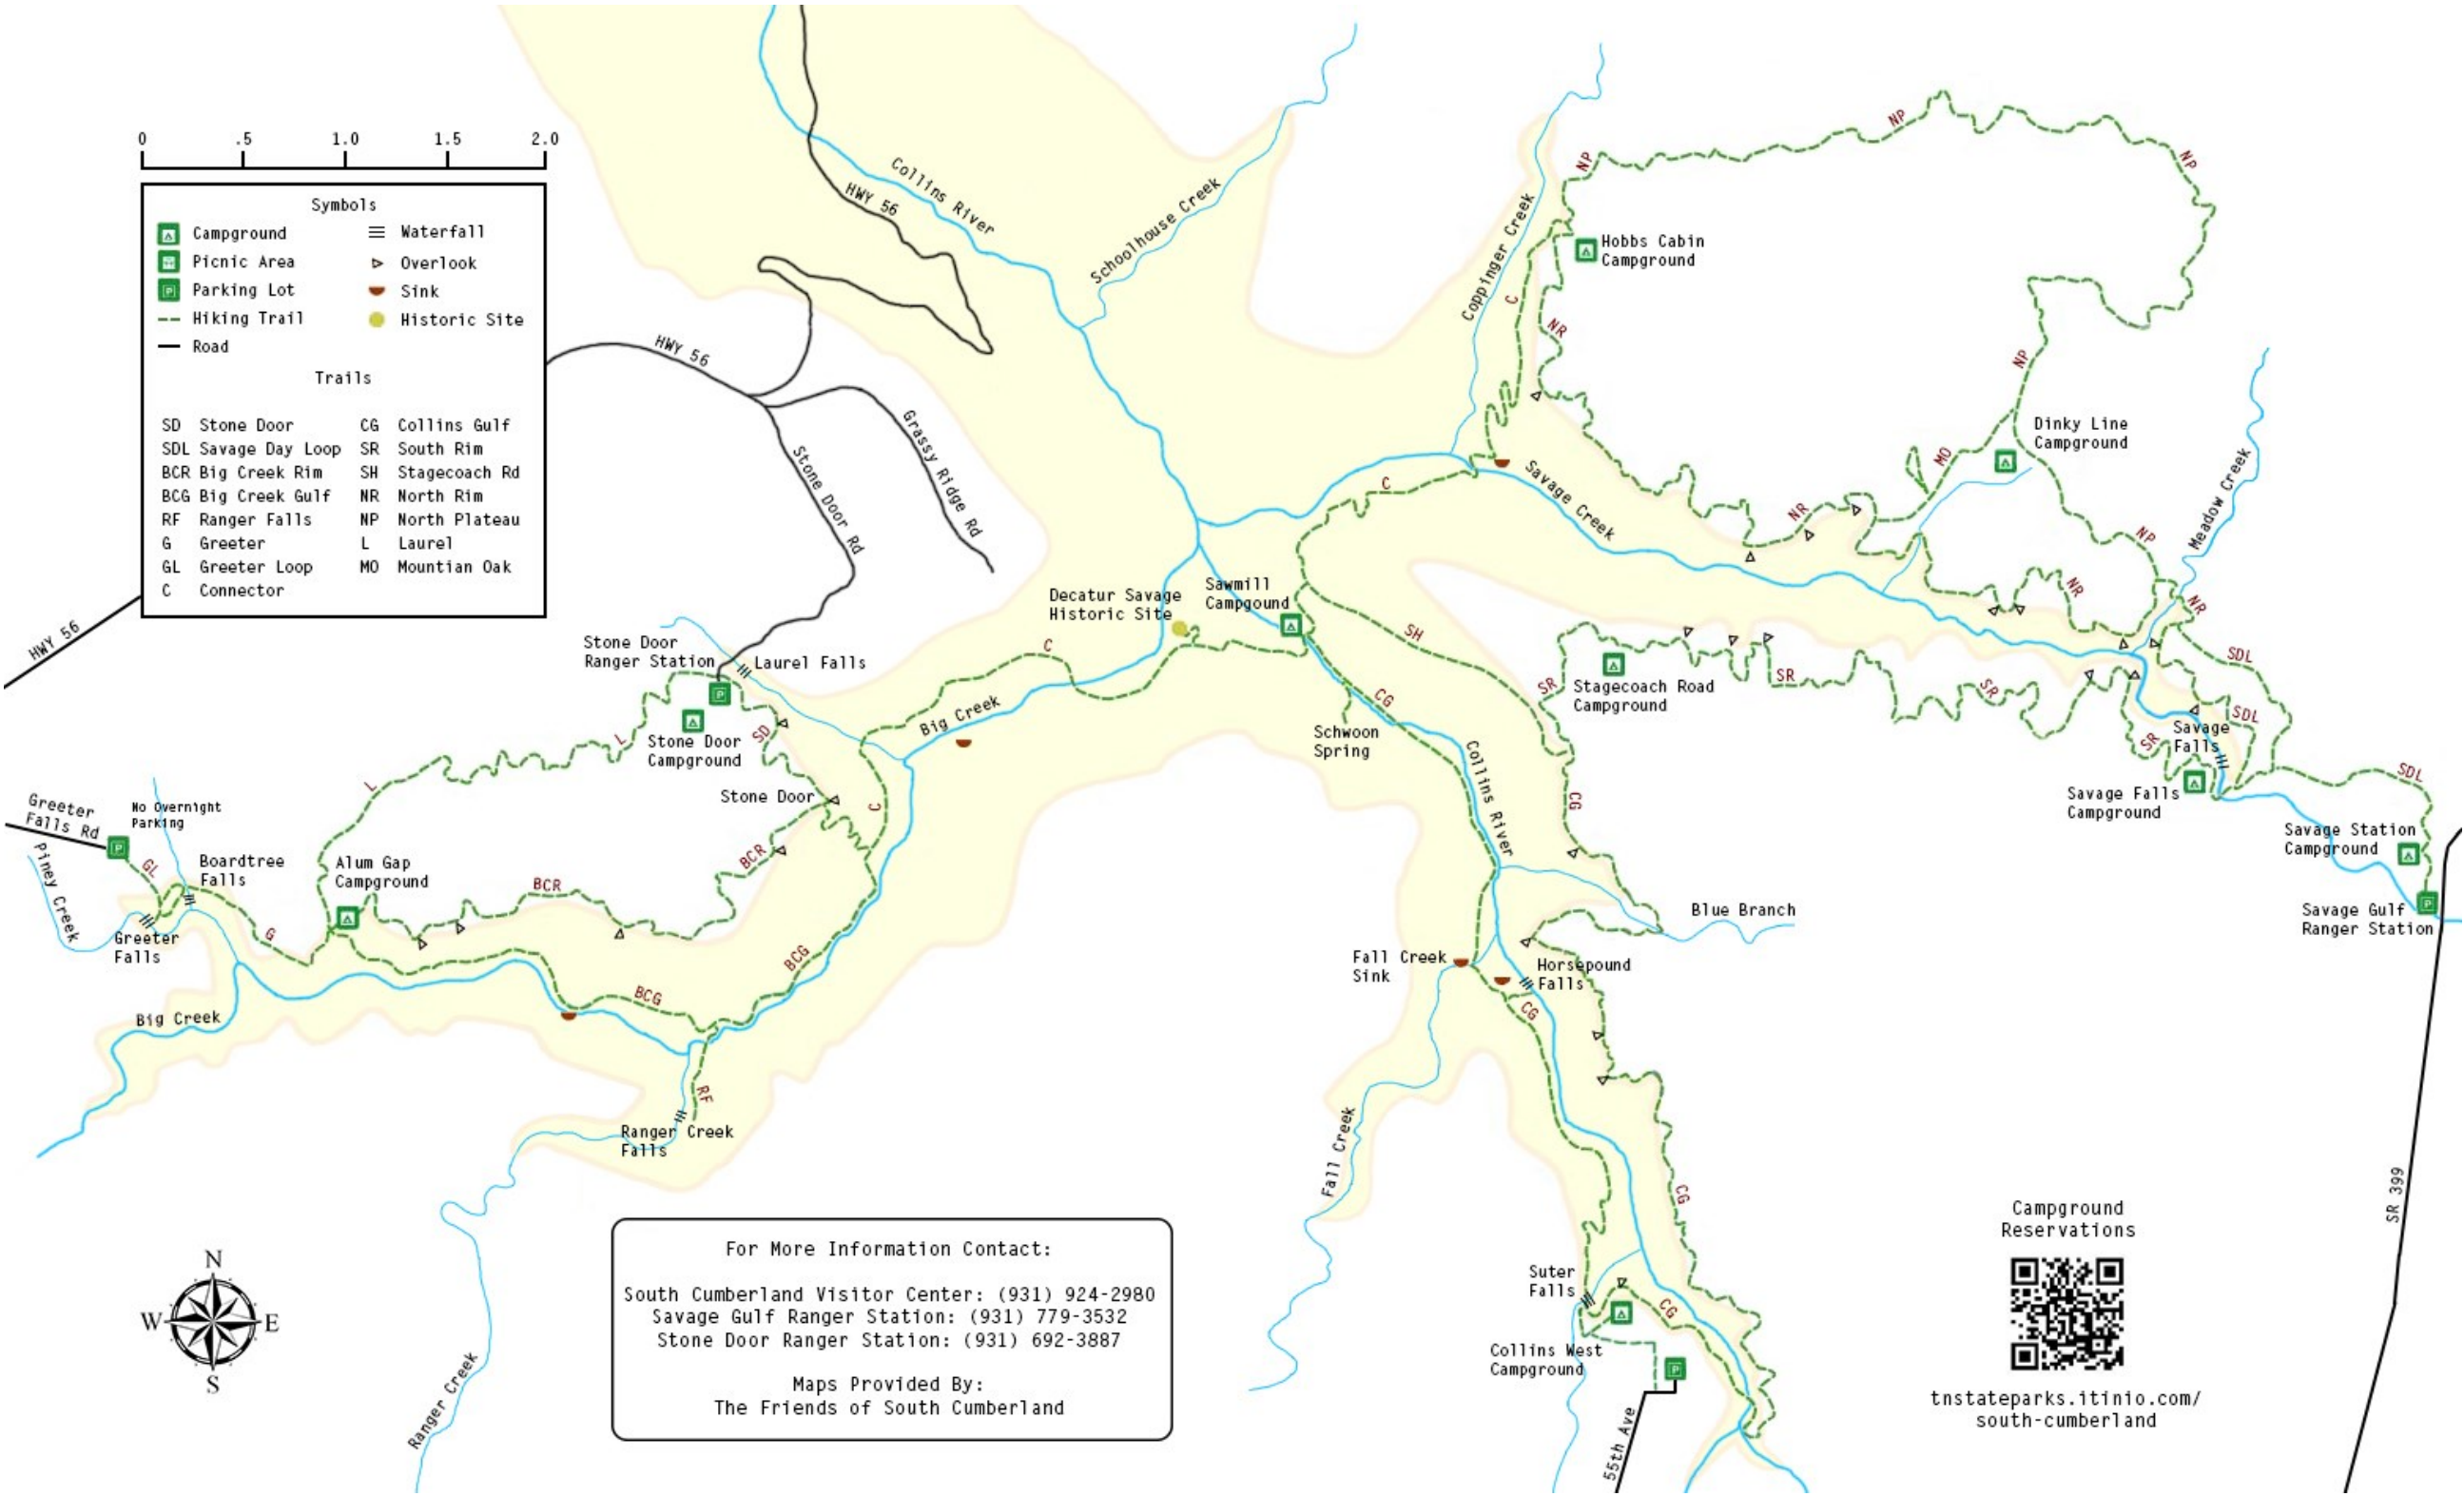 0 .5 1.0 1.5 2.0
Symbols
Campground
Picnic Area
Parking Lot
Hiking Trail
Road
Waterfall
Overlook
Sink
Historic Site
Trails
SD Stone Door
SDL Savage Day Loop
BCR Big Creek Rim
BCG Big Creek Gulf
RF Ranger Falls
G Greeter
GL Greeter Loop
C Connector
CG Collins Gulf
SR South Rim
SH Stagecoach Rd
NR North Rim
NP North Plateau
L Laurel
MO Mountian Oak
HWY 56
HWY 56
HWY 56
Collins River
Schoolhouse Creek
Grassy Ridge Rd
Stone Door Rd
Coppinger Creek
C
NP
NP
NP
Hobbs Cabin
Campground
NR
NP
Dinky Line
Campground
MO
Meadow Creek
C
Savage Creek
NR
NP
NR
NR
Decatur Savage
Historic Site
Sawmill
Campgound
SH
SDL
Stone Door
Ranger Station
Laurel Falls
C
SR
Stagecoach Road
Campground
SR
SR
SDL
Savage
Falls
SR
SDL
Big Creek
CG
Schwoon
Spring
Collins River
L
SD
Stone Door
Campground
Stone Door
C
CG
Savage Falls
Campground
Savage Station
Campground
Savage Gulf
Ranger Station
L
Greeter
Falls Rd
No Overnight
Parking
Piney Creek
GL
Boardtree
Falls
Alum Gap
Campground
BCR
BCR
G
Greeter
Falls
BCG
BCG
Blue Branch
Fall Creek
Sink
Horsepound
Falls
CG
Big Creek
RF
Ranger Creek
Falls
Fall Creek
CG
SR 399
Ranger Creek
Suter
Falls
CG
Collins West
Campground
55th Ave
N
W E
S
For More Information Contact:
South Cumberland Visitor Center: (931) 924-2980
Savage Gulf Ranger Station: (931) 779-3532
Stone Door Ranger Station: (931) 692-3887
Maps Provided By:
The Friends of South Cumberland
Campground
Reservations
tnstateparks.itinio.com/
south-cumberland